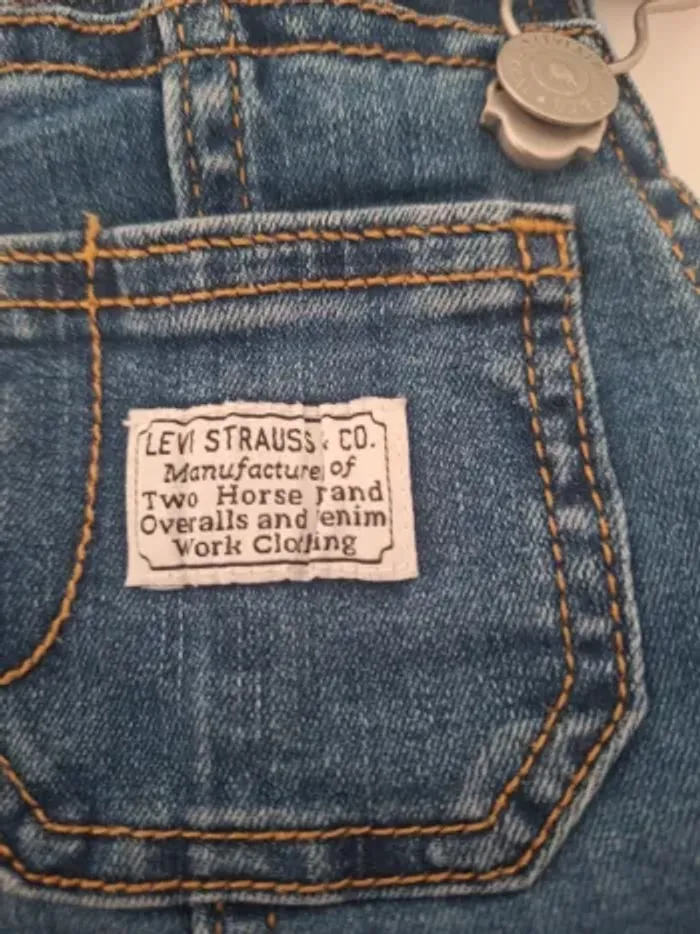 LEVI STRAUSS & CO.
Manufacture of
Two Horse rand
Overalls and enim
Work Clothing